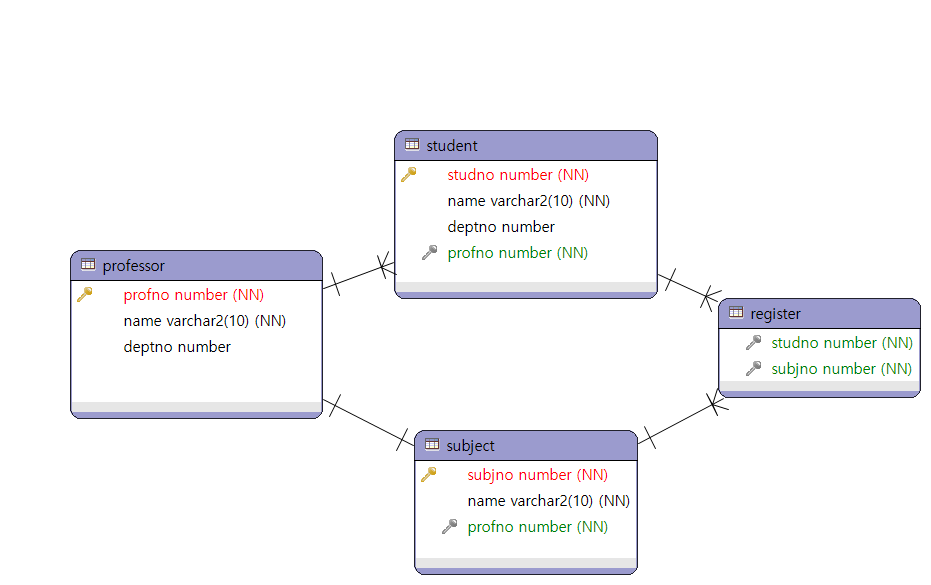 student
studno number (NN)
name varchar2(10) (NN)
deptno number
profno number (NN)
professor
profno number (NN)
name varchar2(10) (NN)
deptno number
register
studno number (NN)
subjno number (NN)
subject
subjno number (NN)
name varchar2(10) (NN)
profno number (NN)